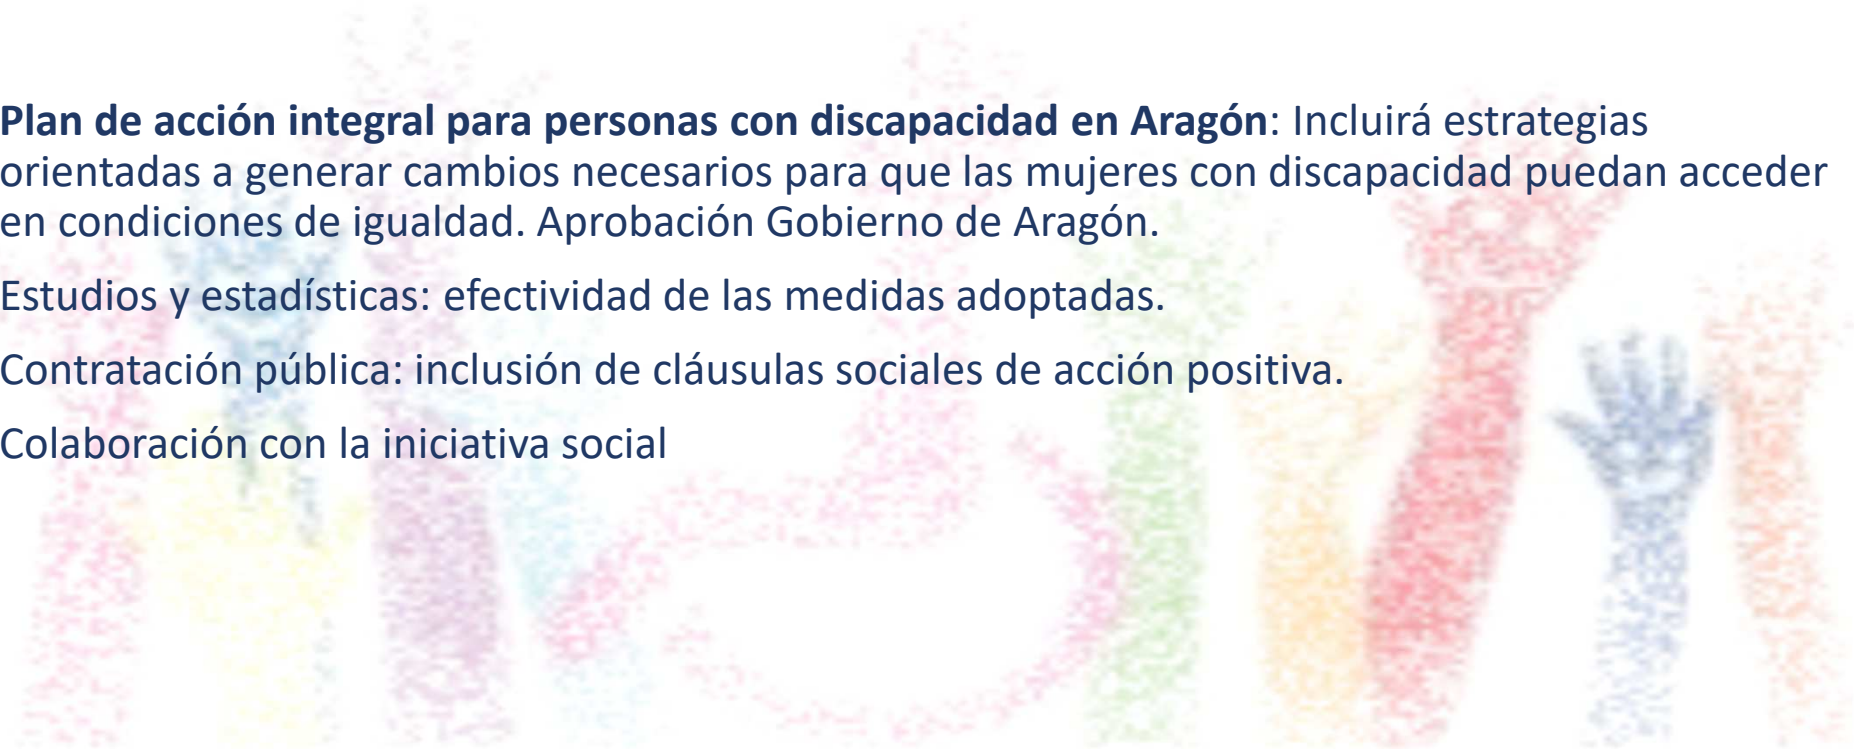 Plan de acción integral para personas con discapacidad en Aragón: Incluirá estrategias
orientadas a generar cambios necesarios para que las mujeres con discapacidad puedan acceder
en condiciones de igualdad. Aprobación Gobierno de Aragón.
Estudios y estadísticas: efectividad de las medidas adoptadas.
Contratación pública: inclusión de cláusulas sociales de acción positiva.
Colaboración con la iniciativa social